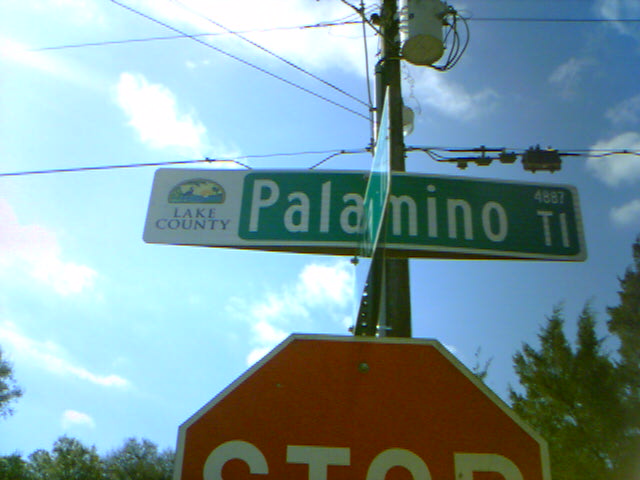 LAKE
COUNTY
Palamino
4887
Tl
STOP